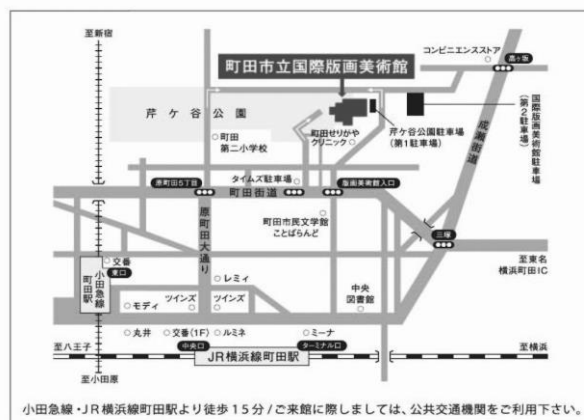 至新宿
コンビニエンスストア
高ヶ坂
町田市立国際版画美術館
芹ケ谷公園
町田
第二小学校
町田せりがや
クリニック
芹ケ谷公園駐車場
(第1駐車場)
国際版画美術館駐車場
(第2駐車場)
成瀬街道
タイムズ駐車場
原町田5丁目
町田街道
版画美術館入口
原町田大通り
町田市民文学館
ことばらんど
三塚
至東名
横浜町田IC
交番
東口
小田急線
町田駅
レミィ
モディ
ツインズ
ツインズ
中央
図書館
丸井
交番(1F)
ルミネ
ミーナ
至八王子
中央口
ターミナル口
至横浜
JR横浜線町田駅
至小田原
小田急線・JR横浜線町田駅より徒歩15分/ご来館に際しましては、公共交通機関をご利用下さい。